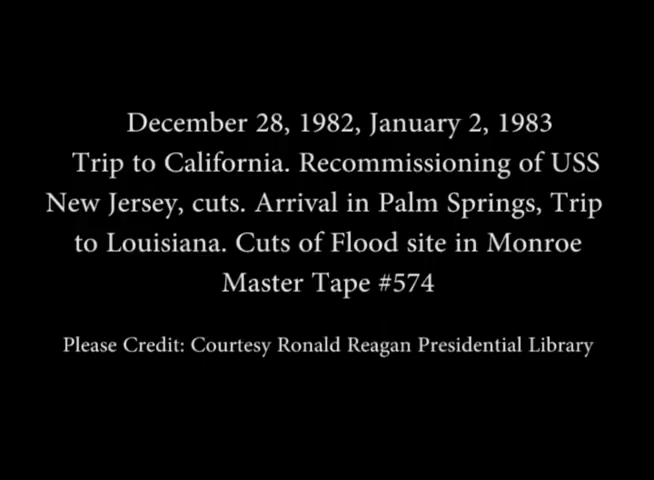 December 28, 1982, January 2, 1983
Trip to California. Recommissioning of USS
New Jersey, cuts. Arrival in Palm Springs, Trip
to Louisiana. Cuts of Flood site in Monroe
Master Tape #574
Please Credit: Courtesy Ronald Reagan Presidential Library